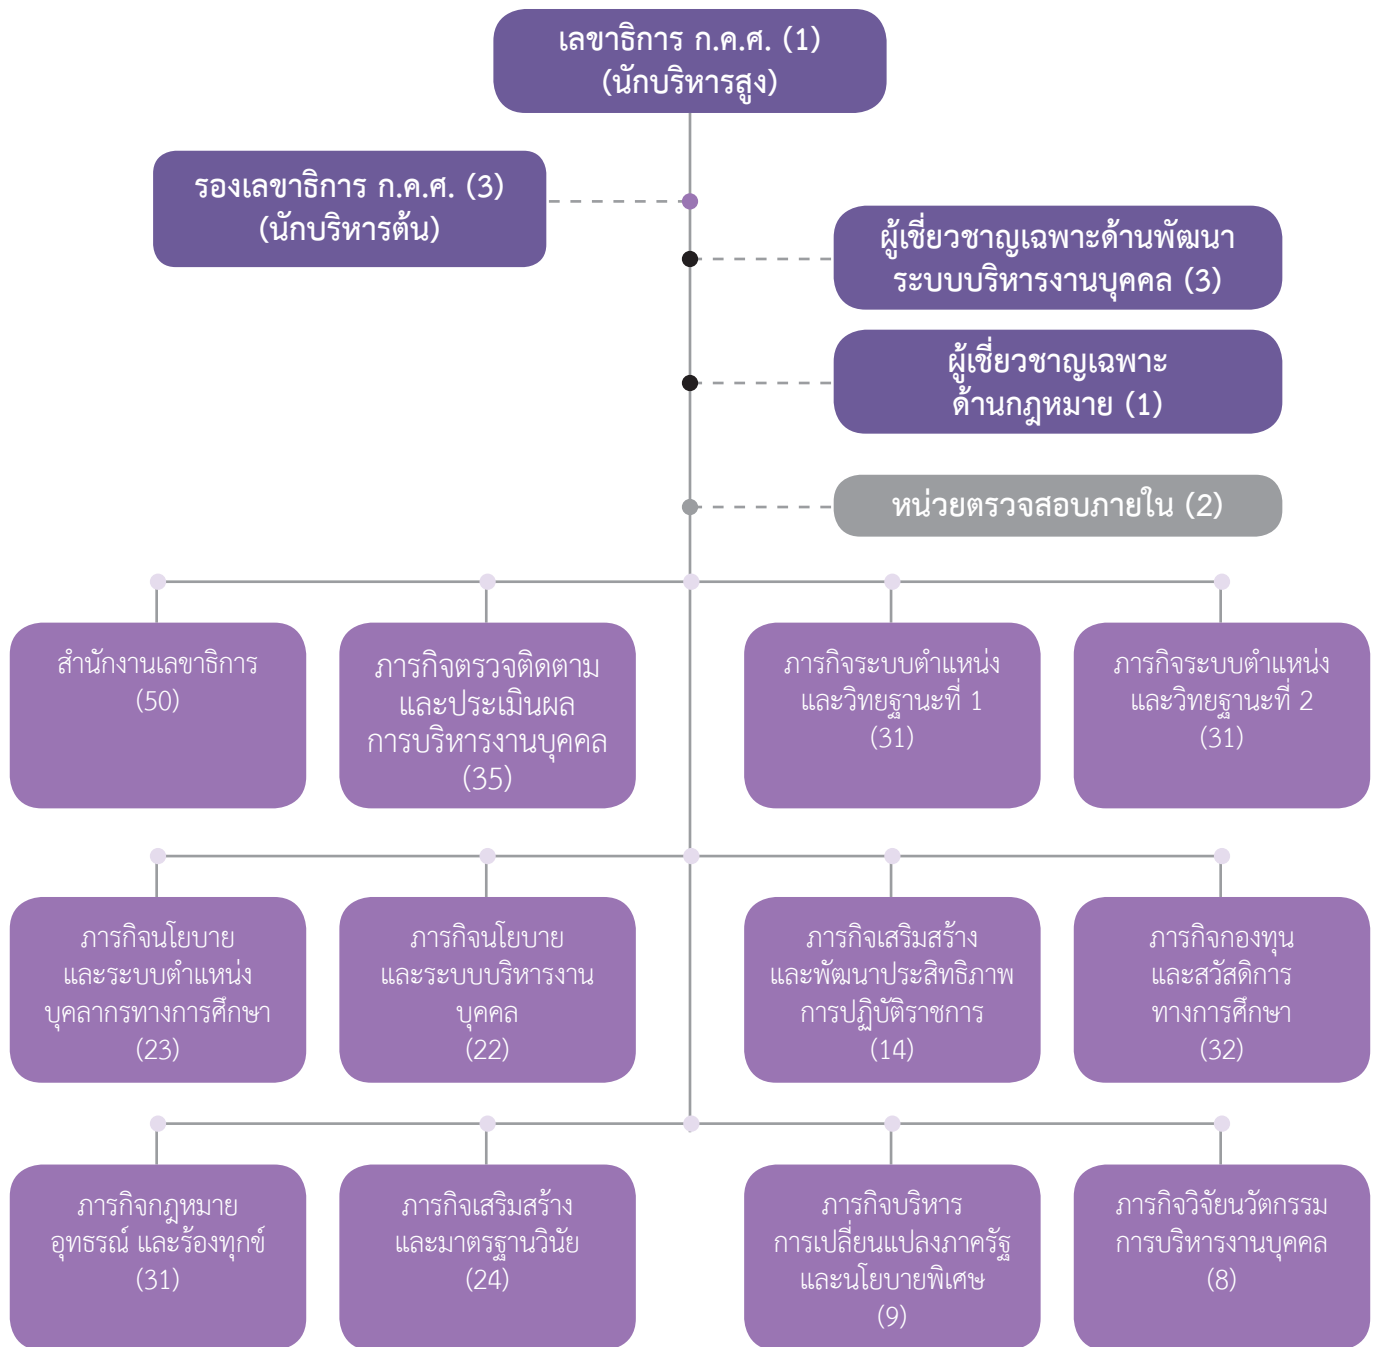 เลขาธิการ ก.ค.ศ. (1)
(นักบริหารสูง)
รองเลขาธิการ ก.ค.ศ. (3)
(นักบริหารต้น)
ผู้เชี่ยวชาญเฉพาะด้านพัฒนา
ระบบบริหารงานบุคคล (3)
ผู้เชี่ยวชาญเฉพาะ
ด้านกฎหมาย (1)
หน่วยตรวจสอบภายใน (2)
สำนักงานเลขาธิการ
(50)
ภารกิจตรวจติดตาม
และประเมินผล
การบริหารงานบุคคล
(35)
ภารกิจระบบตำแหน่ง
และวิทยฐานะที่ 1
(31)
ภารกิจระบบตำแหน่ง
และวิทยฐานะที่ 2
(31)
ภารกิจนโยบาย
และระบบตำแหน่ง
บุคลากรทางการศึกษา
(23)
ภารกิจนโยบาย
และระบบบริหารงาน
บุคคล
(22)
ภารกิจเสริมสร้าง
และพัฒนาประสิทธิภาพ
การปฏิบัติราชการ
(14)
ภารกิจกองทุน
และสวัสดิการ
ทางการศึกษา
(32)
ภารกิจกฎหมาย
อุทธรณ์ และร้องทุกข์
(31)
ภารกิจเสริมสร้าง
และมาตรฐานวินัย
(24)
ภารกิจบริหาร
การเปลี่ยนแปลงภาครัฐ
และนโยบายพิเศษ
(9)
ภารกิจวิจัยนวัตกรรม
การบริหารงานบุคคล
(8)